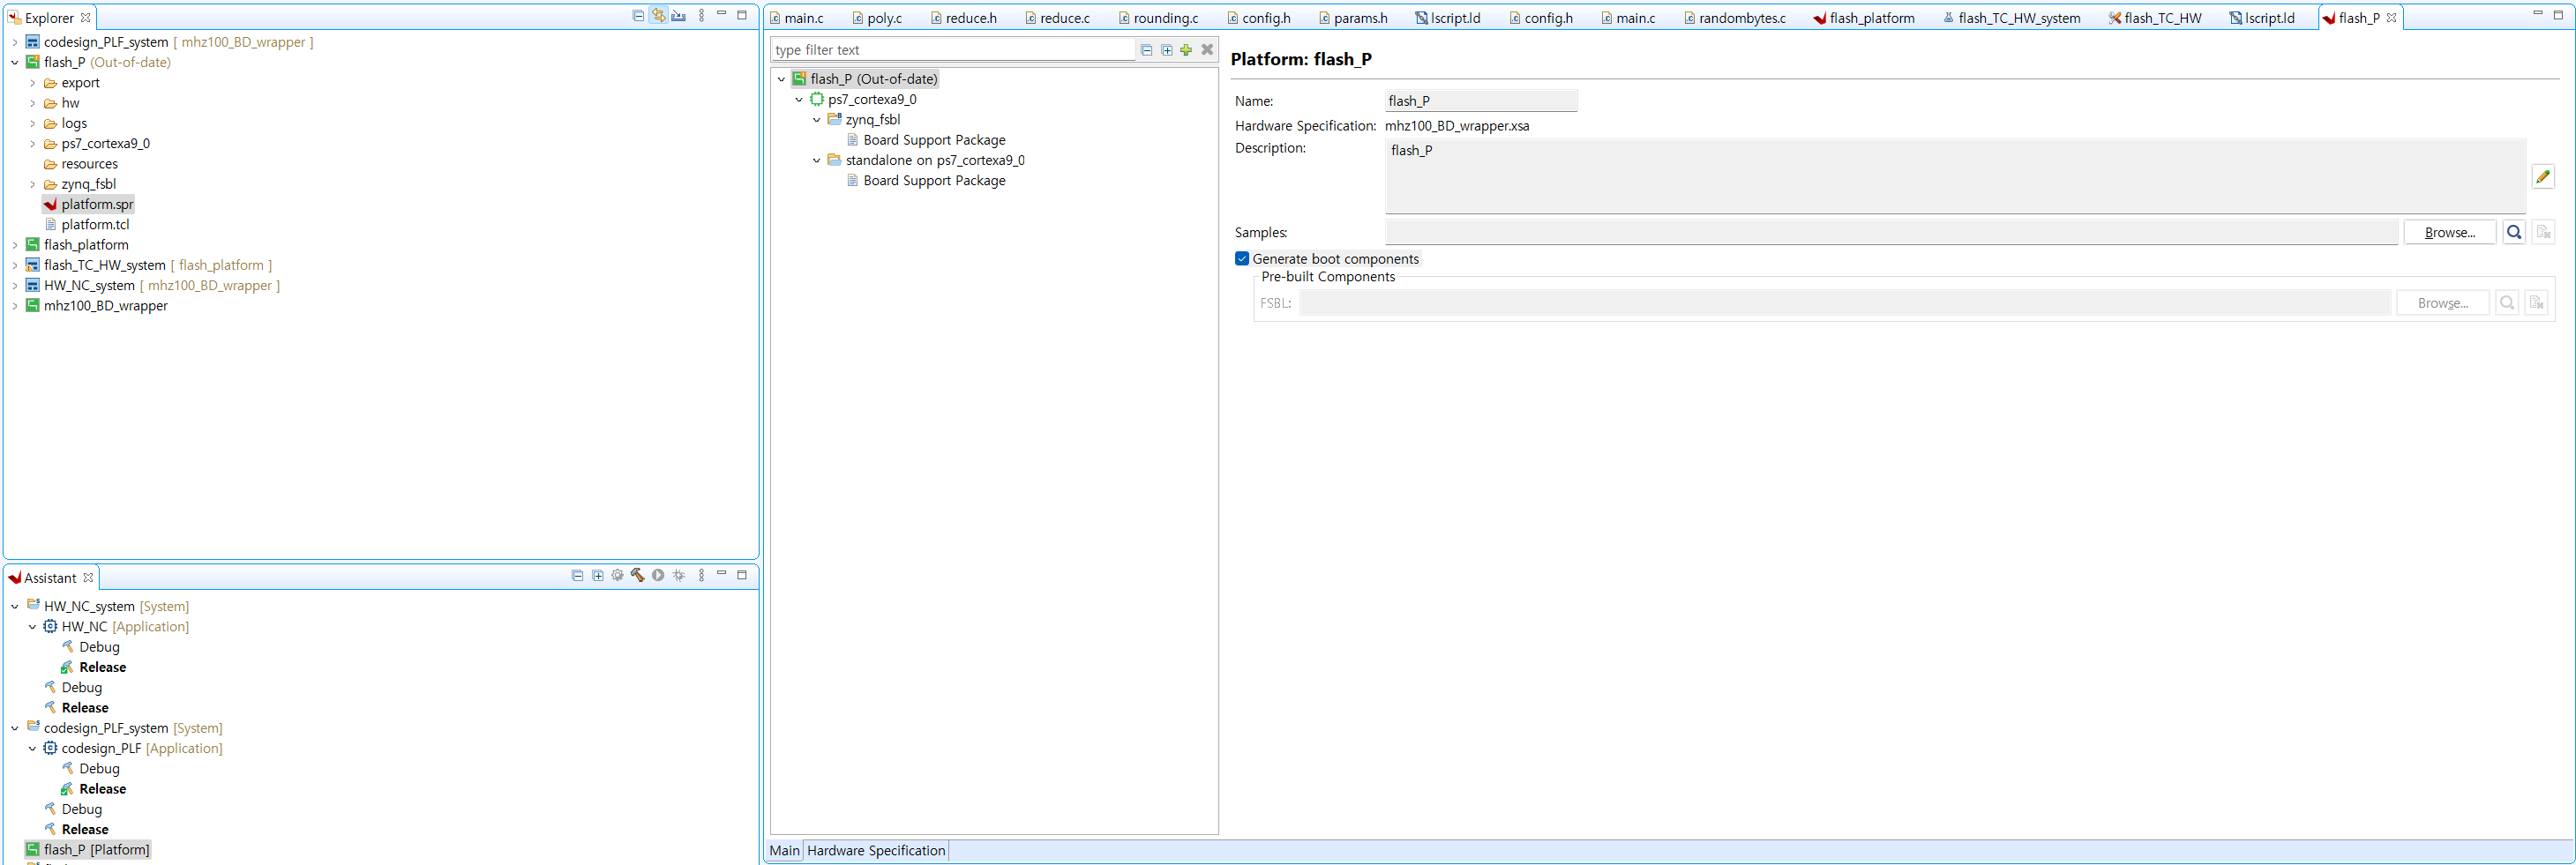 Explorer
codesign_PLF_system [ mhz100_BD_wrapper ]
flash_P (Out-of-date)
export
hw
logs
ps7_cortexa9_0
resources
zynq_fsbl
platform.spr
platform.tcl
flash_platform
flash_TC_HW_system [ flash_platform ]
HW_NC_system [ mhz100_BD_wrapper ]
mhz100_BD_wrapper
Assistant
HW_NC_system [System]
HW_NC [Application]
Debug
Release
Debug
Release
codesign_PLF_system [System]
codesign_PLF [Application]
Debug
Release
Debug
Release
flash_P [Platform]
main.c poly.c reduce.h reduce.c rounding.c config.h params.h lscript.ld config.h main.c randombytes.c flash_platform flash_TC_HW_system flash_TC_HW lscript.ld flash_P
type filter text
flash_P (Out-of-date)
ps7_cortexa9_0
zynq_fsbl
Board Support Package
standalone on ps7_cortexa9_0
Board Support Package
Platform: flash_P
Name: flash_P
Hardware Specification: mhz100_BD_wrapper.xsa
Description: flash_P
Samples: Browse...
Generate boot components
Pre-built Components
FSBL: Browse...
Main Hardware Specification